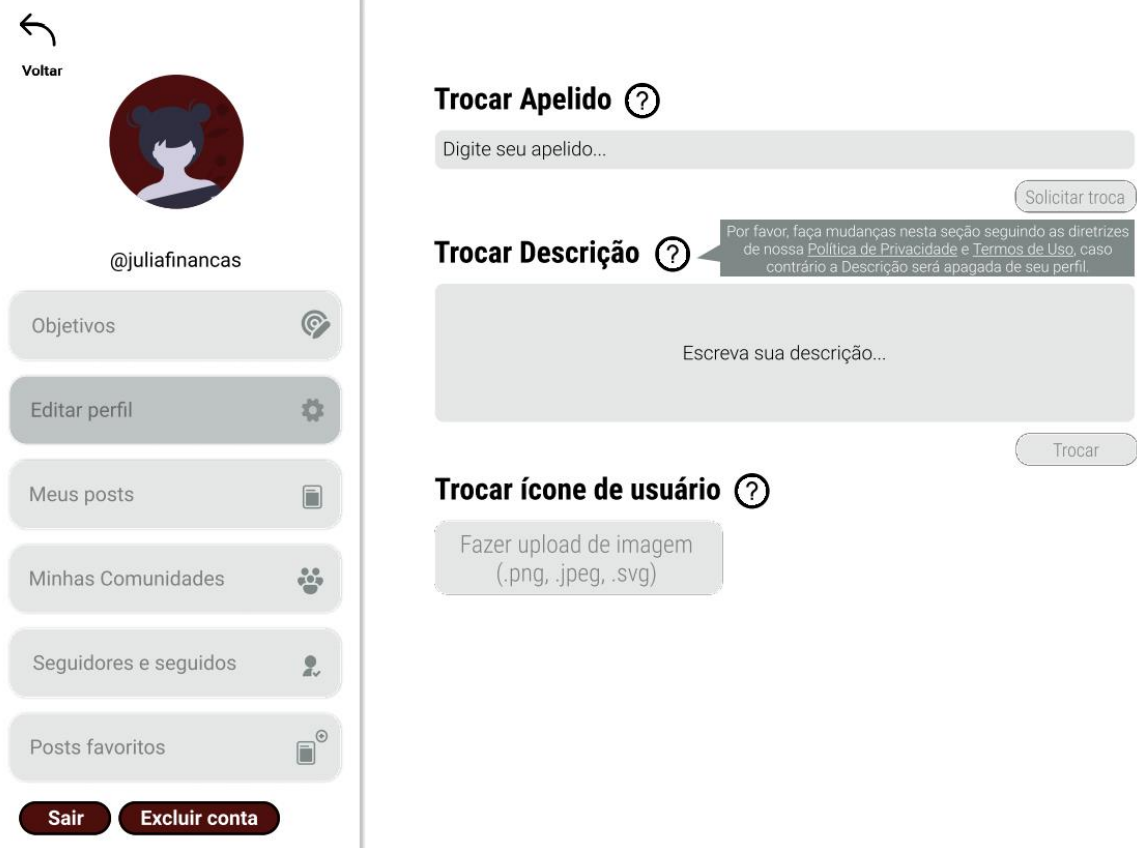 Voltar
@juliafinancas
Objetivos
Editar perfil
Meus posts
Minhas Comunidades
Seguidores e seguidos
Posts favoritos
Sair
Excluir conta
Trocar Apelido ?
Digite seu apelido...
Solicitar troca
Trocar Descrição ?
Por favor, faça mudanças nesta seção seguindo as diretrizes
de nossa Política de Privacidade e Termos de Uso, caso
contrário a Descrição será apagada de seu perfil.
Escreva sua descrição...
Trocar
Trocar ícone de usuário ?
Fazer upload de imagem
(.png, .jpeg, .svg)